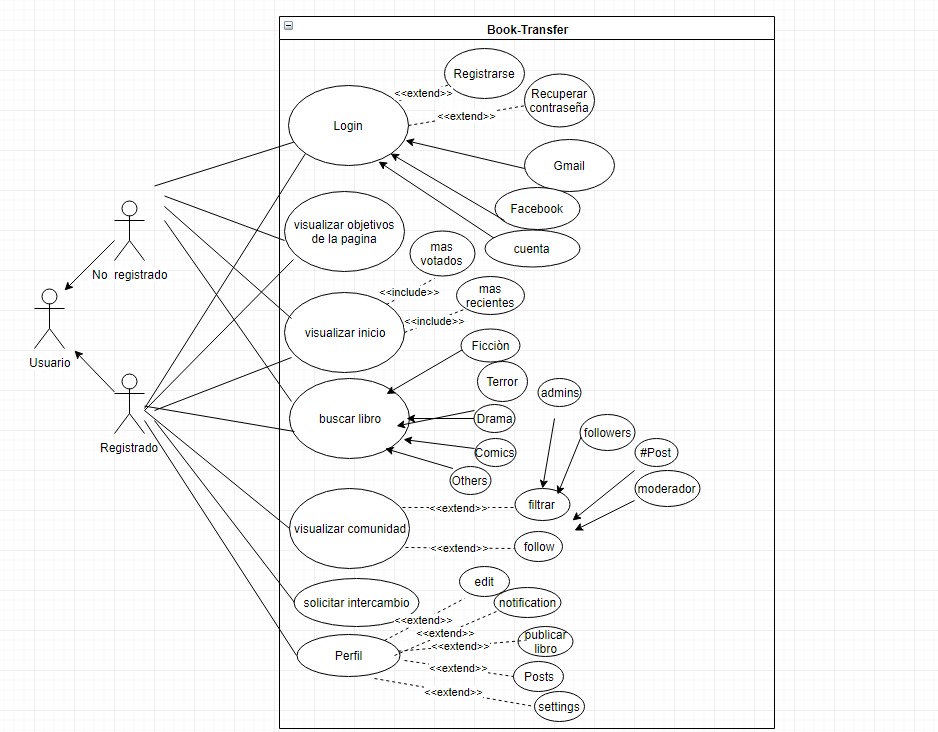 Book-Transfer
Registrarse
<<extend>>
Recuperar
contraseña
<<extend>>
Login
Gmail
Facebook
cuenta
visualizar objetivos
de la pagina
No registrado
Usuario
Registrado
mas
votados
<<include>>
mas
recientes
<<include>>
visualizar inicio
Ficciòn
Terror
admins
buscar libro
Drama
followers
Comics
#Post
Others
moderador
filtrar
<<extend>>
visualizar comunidad
<<extend>>
follow
edit
solicitar intercambio
notification
<<extend>>
<<extend>>
<<extend>>
publicar
libro
Perfil
<<extend>>
Posts
<<extend>>
settings